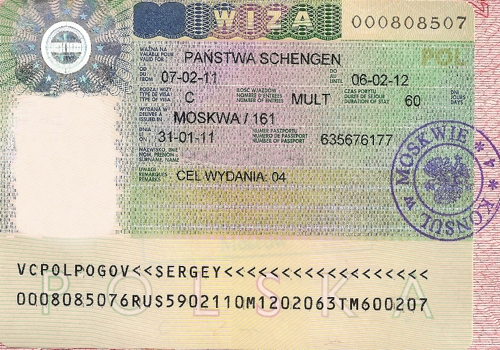 WIZA
000808507
WAŻNA NA
VALABLE POUR
VALID FOR
PAŃSTWA SCHENGEN
POL
OD
DU
FROM
07-02-11
AU
UNTIL
06-02-12
RODZAJ WIZY
TYPE DE VISA
TYPE OF VISA
C
ILOŚĆ WJAZDÓW
NOMBRE D'ENTRÉES
NUMBER OF ENTRIES
MULT
CZAS POBYTU
DURÉE DE SÉJOUR
DURATION OF STAY
60
DNI
JOURS
DAYS
WYDANA W
DELIVRÉ À
ISSUED IN
MOSKWA / 161
DNIA
LE
ON
31-01-11
NUMER PASZPORTU
NUMÉRO DE PASSEPORT
NUMBER OF PASSPORT
635676177
NAZWISKO, IMIĘ
NOM, PRÉNOM
SURNAME, NAME
UWAGI
REMARQUES
REMARKS
CEL WYDANIA: 04
KONSUL w MOSKWIE * 4 *
VCPOLPOGOV<<SERGEY<<<<<<<<<<<<<<<<<<
0008085076RUS5902110M1202063TM600207
POLSKA